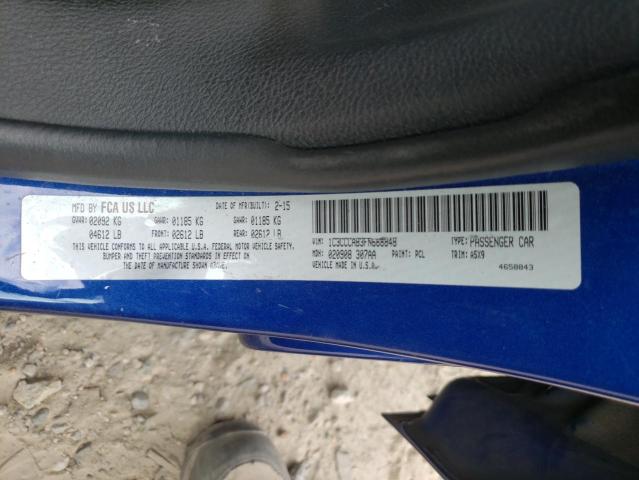 MFD BY FCA US LLC DATE OF MFR(BUILT): 2-15
GVWR: 02092 KG GAWR: 01185 KG GAWR: 01185 KG
04612 LB FRONT: 02612 LB REAR: 02612 LB
THIS VEHICLE CONFORMS TO ALL APPLICABLE U.S.A. FEDERAL MOTOR VEHICLE SAFETY,
BUMPER AND THEFT PREVENTION STANDARDS IN EFFECT ON
THE DATE OF MANUFACTURE SHOWN ABOVE.
VIN: 1C3CCCAB3FN688848 TYPE: PASSENGER CAR
MDH: 020908 307AA PAINT: PCL TRIM: A5X9
VEHICLE MADE IN U.S.A. 4658843